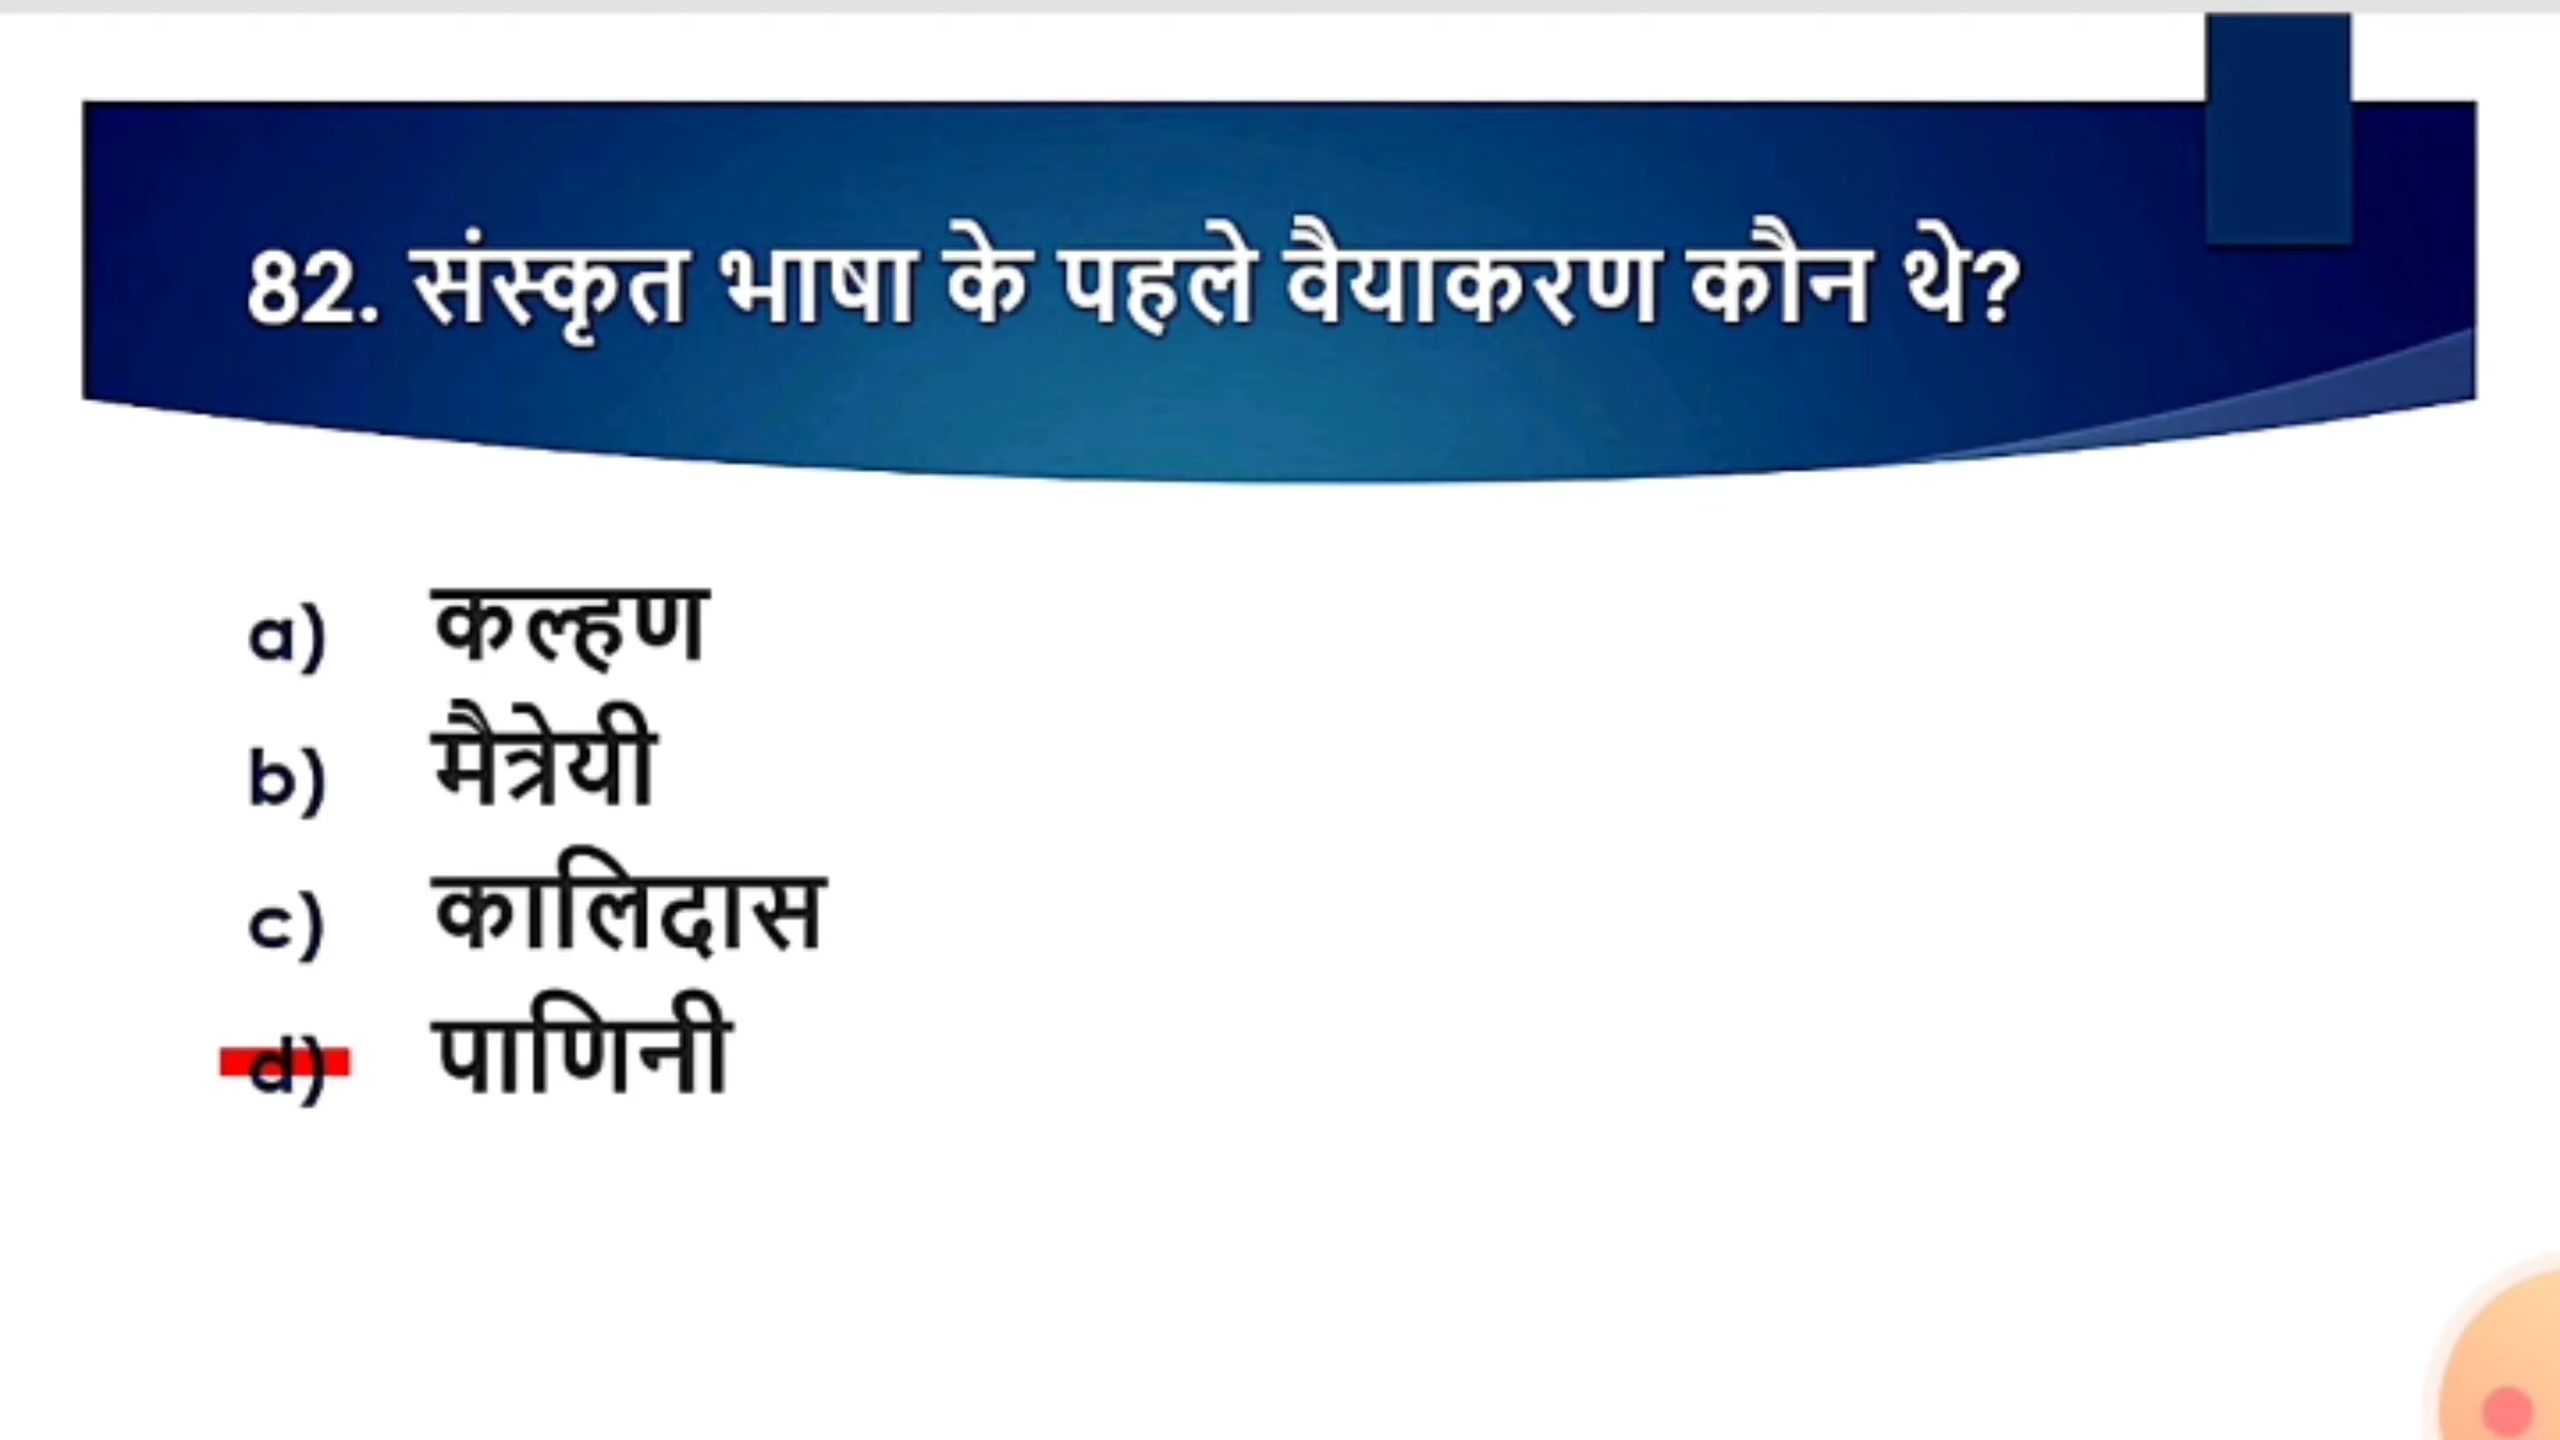 82. संस्कृत भाषा के पहले वैयाकरण कौन थे?
a) कल्हण
b) मैत्रेयी
c) कालिदास
d) पाणिनी